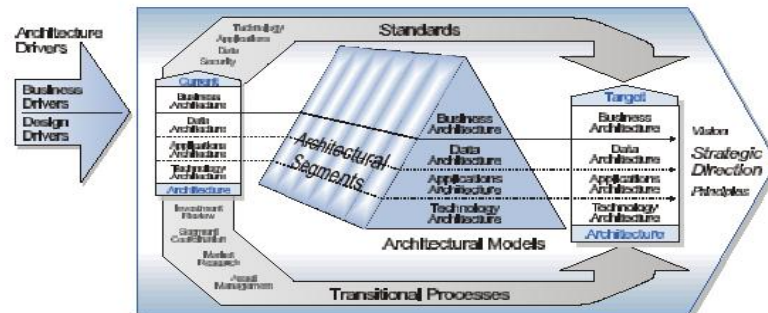 Architecture
Drivers
Business
Drivers
Design
Drivers
Technology
Applications
Data
Security
Standards
Current
Business
Architecture
Data
Architecture
Applications
Architecture
Technology
Architecture
Architecture
Investment
Review
Segment
Coordination
Market
Research
Asset
Management
Transitional Processes
Architectural
Segments
Business
Architecture
Data
Architecture
Applications
Architecture
Technology
Architecture
Architectural Models
Target
Business
Architecture
Data
Architecture
Applications
Architecture
Technology
Architecture
Architecture
Vision
Strategic
Direction
Principles